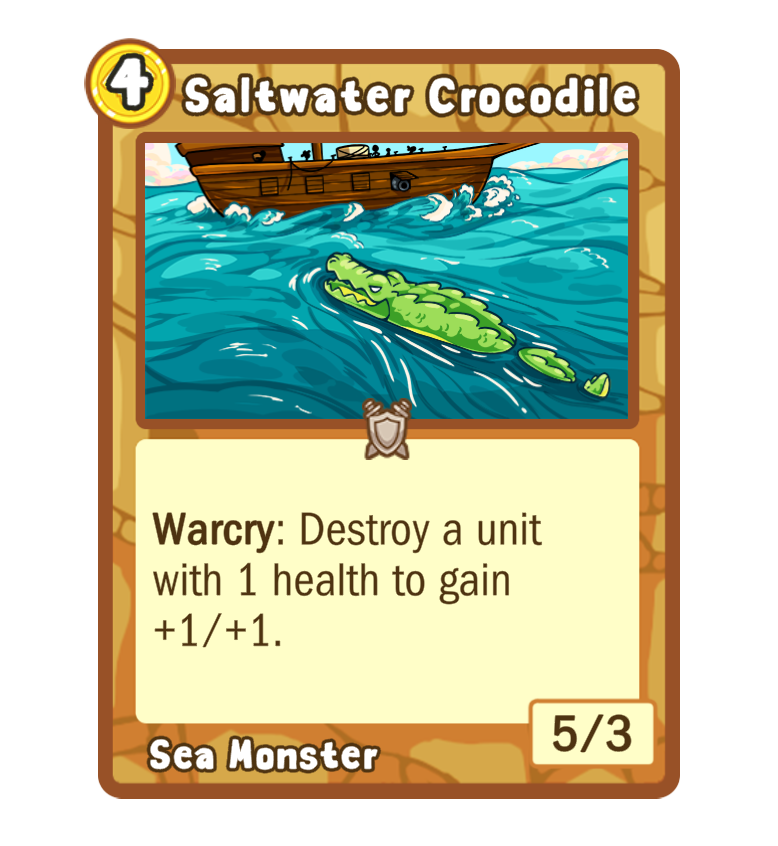 4
Saltwater Crocodile
Warcry: Destroy a unit
with 1 health to gain
+1/+1.
5/3
Sea Monster